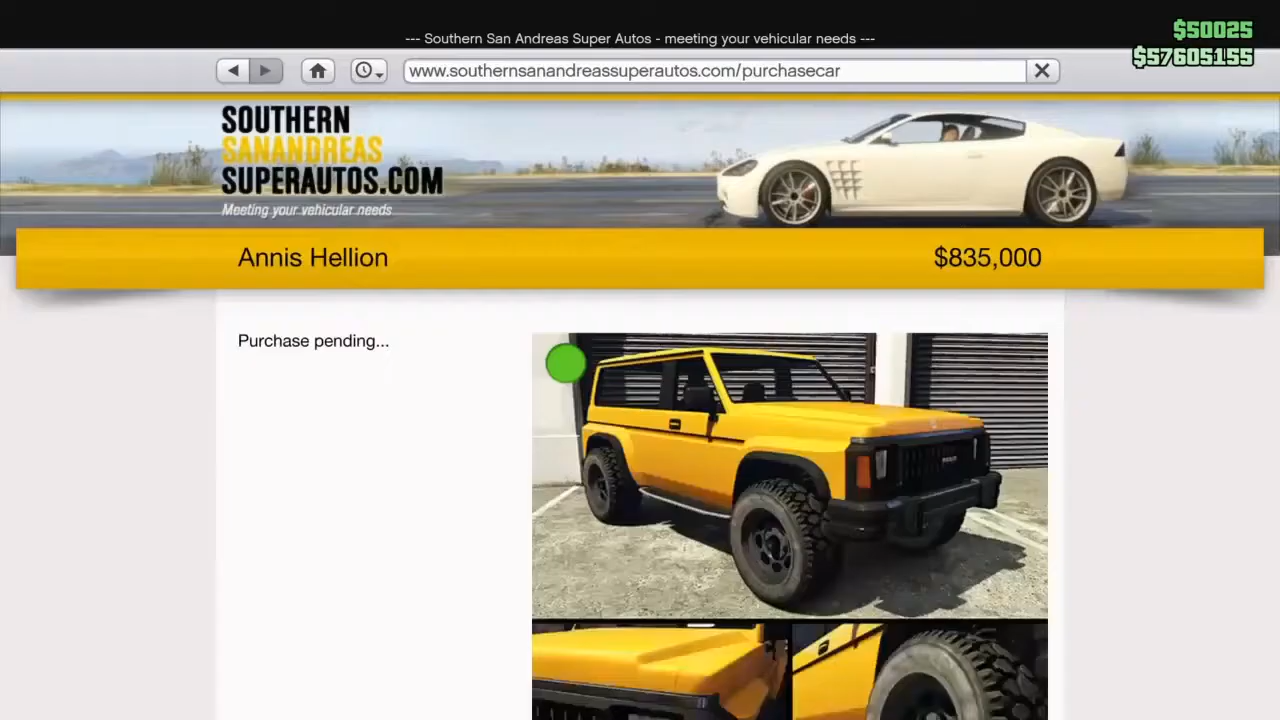 --- Southern San Andreas Super Autos - meeting your vehicular needs ---
$50025
$57605155
www.southernsanandreassuperautos.com/purchasecar
SOUTHERN
SANANDREAS
SUPERAUTOS.COM
Meeting your vehicular needs
Annis Hellion
$835,000
Purchase pending...